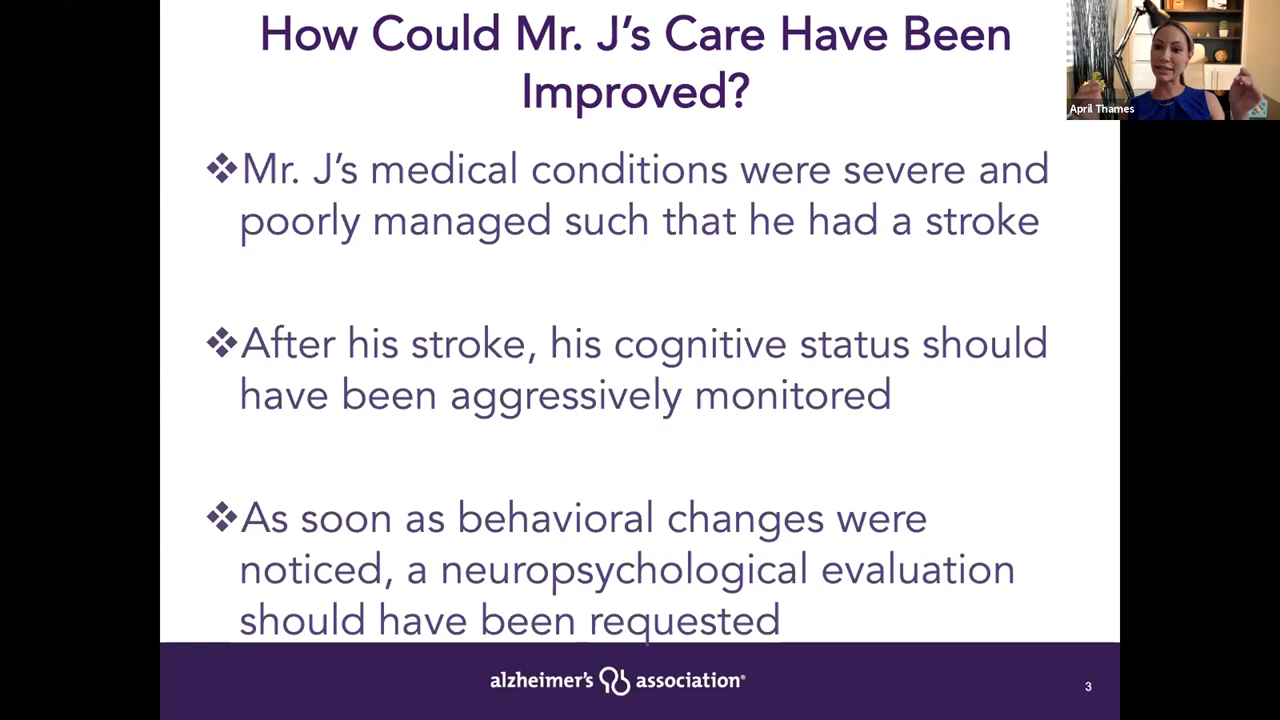 How Could Mr. J’s Care Have Been
Improved?
April Thames
❖Mr. J’s medical conditions were severe and
poorly managed such that he had a stroke
❖After his stroke, his cognitive status should
have been aggressively monitored
❖As soon as behavioral changes were
noticed, a neuropsychological evaluation
should have been requested
alzheimer’s association®
3